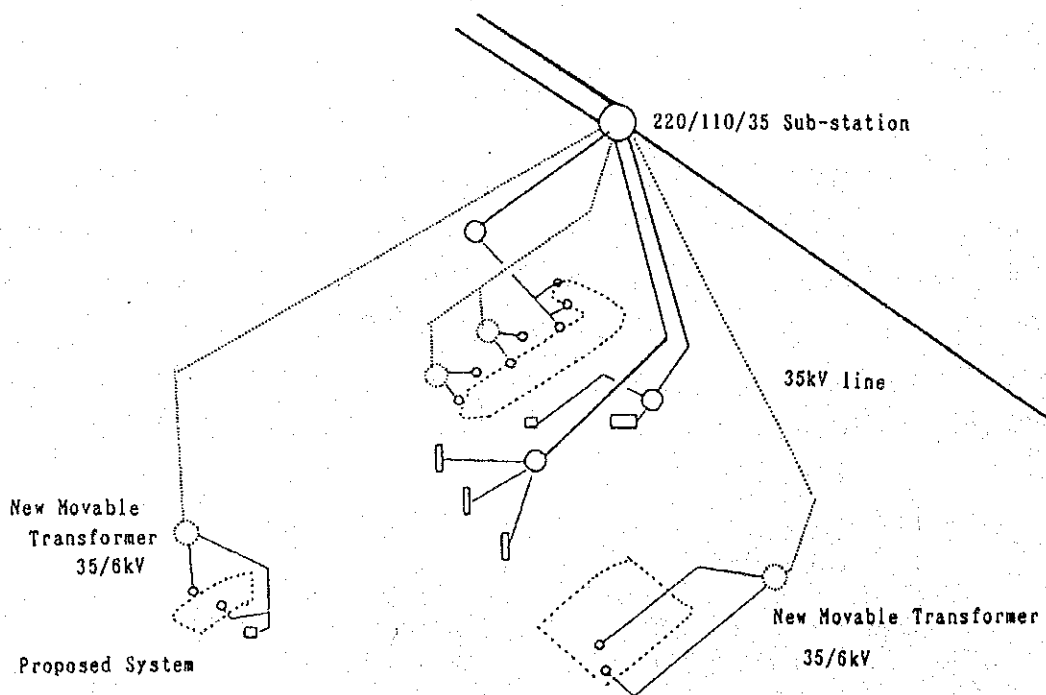 220/110/35 Sub-station
35kV line
New Movable
Transformer
35/6kV
New Movable Transformer
35/6kV
Proposed System